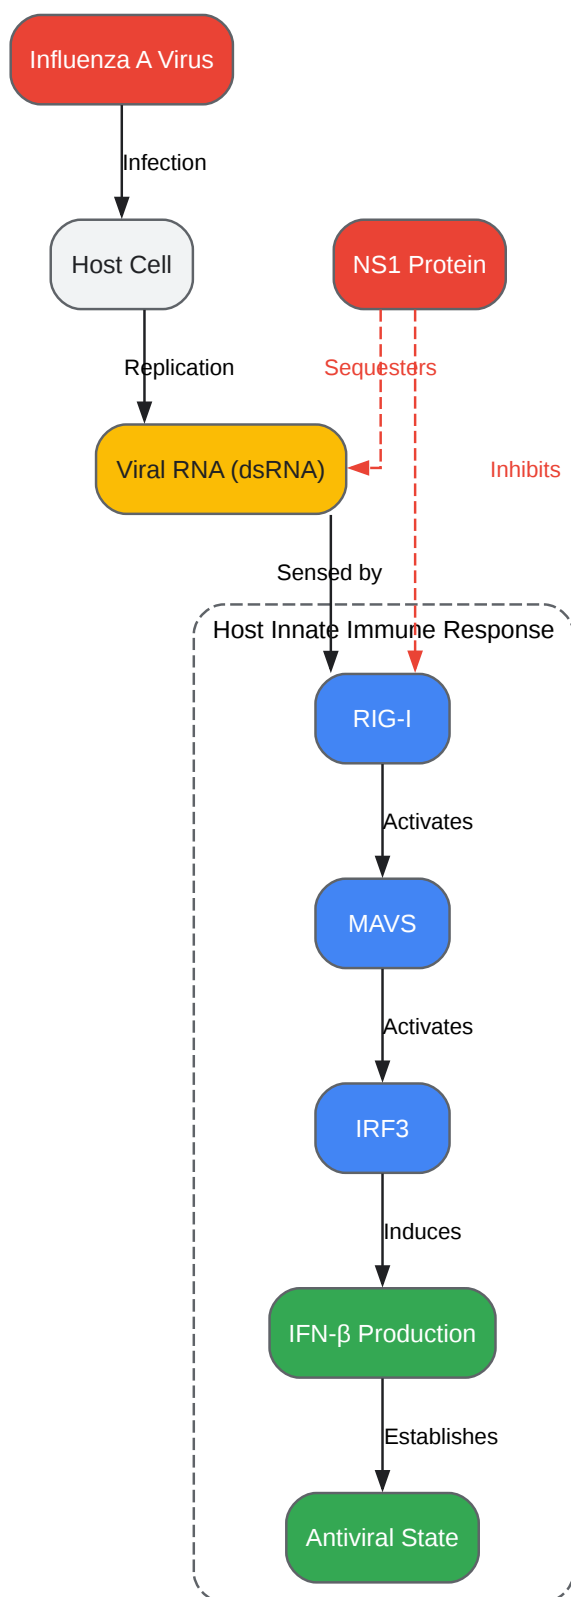 Influenza A Virus
Infection
Host Cell
NS1 Protein
Replication
Sequesters
Viral RNA (dsRNA)
Inhibits
Sensed by
Host Innate Immune Response
RIG-I
Activates
MAVS
Activates
IRF3
Induces
IFN-β Production
Establishes
Antiviral State